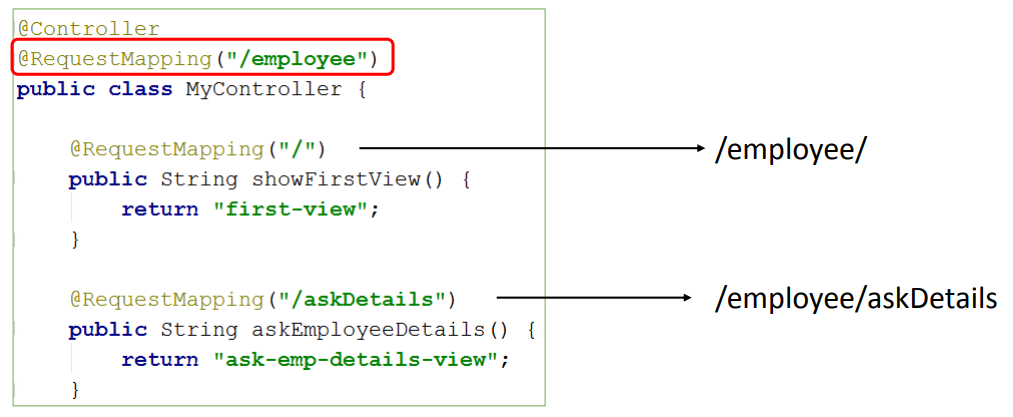 @Controller
@RequestMapping("/employee")
public class MyController {
@RequestMapping("/")
/employee/
public String showFirstView() {
return "first-view";
}
@RequestMapping("/askDetails")
/employee/askDetails
public String askEmployeeDetails() {
return "ask-emp-details-view";
}